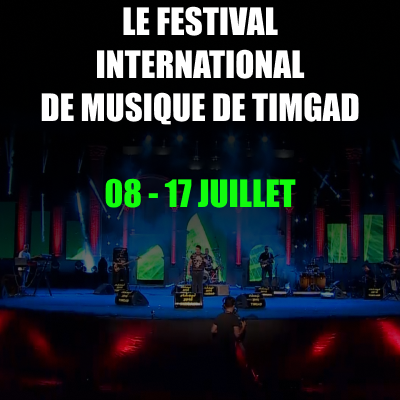 LE FESTIVAL
INTERNATIONAL
DE MUSIQUE DE TIMGAD
08 - 17 JUILLET